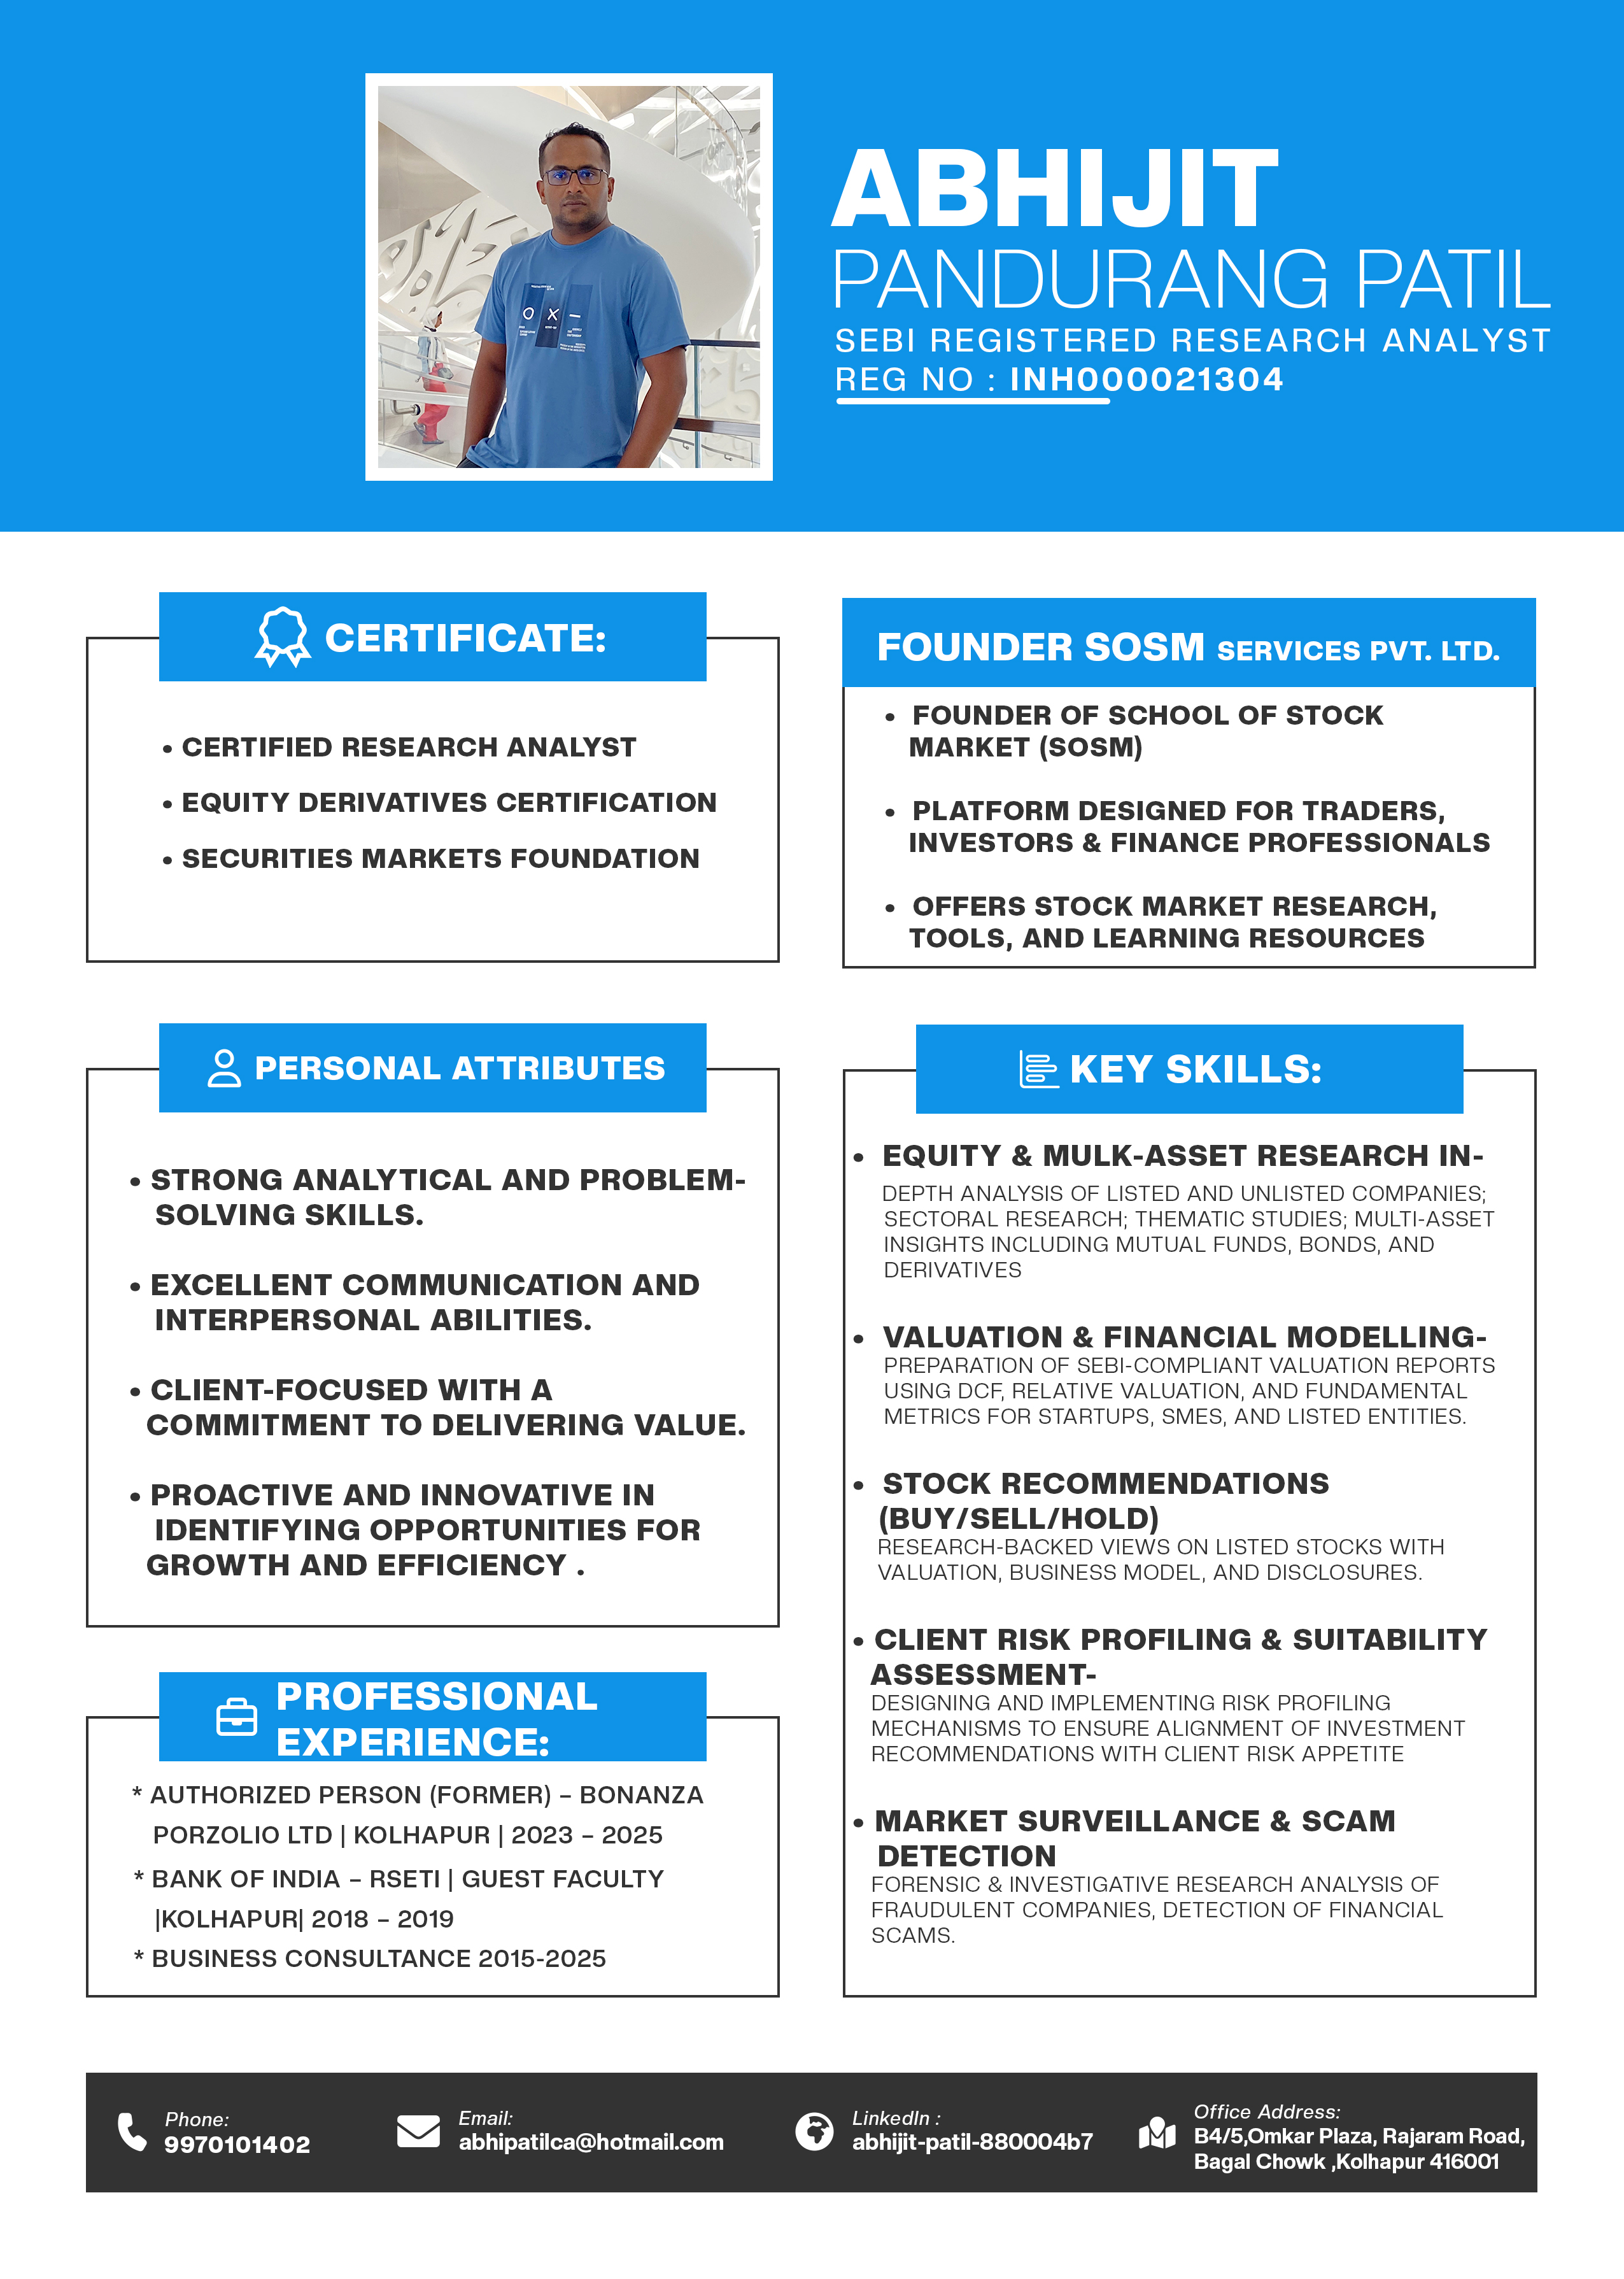 ABHIJIT
PANDURANG PATIL
SEBI REGISTERED RESEARCH ANALYST
REG NO : INH000021304
CERTIFICATE:
• CERTIFIED RESEARCH ANALYST
• EQUITY DERIVATIVES CERTIFICATION
• SECURITIES MARKETS FOUNDATION
FOUNDER SOSM SERVICES PVT. LTD.
• FOUNDER OF SCHOOL OF STOCK
MARKET (SOSM)
• PLATFORM DESIGNED FOR TRADERS,
INVESTORS & FINANCE PROFESSIONALS
• OFFERS STOCK MARKET RESEARCH,
TOOLS, AND LEARNING RESOURCES
PERSONAL ATTRIBUTES
• STRONG ANALYTICAL AND PROBLEM-
SOLVING SKILLS.
• EXCELLENT COMMUNICATION AND
INTERPERSONAL ABILITIES.
• CLIENT-FOCUSED WITH A
COMMITMENT TO DELIVERING VALUE.
• PROACTIVE AND INNOVATIVE IN
IDENTIFYING OPPORTUNITIES FOR
GROWTH AND EFFICIENCY .
PROFESSIONAL
EXPERIENCE:
* AUTHORIZED PERSON (FORMER) – BONANZA
PORZOLIO LTD | KOLHAPUR | 2023 – 2025
* BANK OF INDIA – RSETI | GUEST FACULTY
|KOLHAPUR| 2018 – 2019
* BUSINESS CONSULTANCE 2015-2025
KEY SKILLS:
• EQUITY & MULK-ASSET RESEARCH IN-
DEPTH ANALYSIS OF LISTED AND UNLISTED COMPANIES;
SECTORAL RESEARCH; THEMATIC STUDIES; MULTI-ASSET
INSIGHTS INCLUDING MUTUAL FUNDS, BONDS, AND
DERIVATIVES
• VALUATION & FINANCIAL MODELLING-
PREPARATION OF SEBI-COMPLIANT VALUATION REPORTS
USING DCF, RELATIVE VALUATION, AND FUNDAMENTAL
METRICS FOR STARTUPS, SMES, AND LISTED ENTITIES.
• STOCK RECOMMENDATIONS
(BUY/SELL/HOLD)
RESEARCH-BACKED VIEWS ON LISTED STOCKS WITH
VALUATION, BUSINESS MODEL, AND DISCLOSURES.
• CLIENT RISK PROFILING & SUITABILITY
ASSESSMENT-
DESIGNING AND IMPLEMENTING RISK PROFILING
MECHANISMS TO ENSURE ALIGNMENT OF INVESTMENT
RECOMMENDATIONS WITH CLIENT RISK APPETITE
• MARKET SURVEILLANCE & SCAM
DETECTION
FORENSIC & INVESTIGATIVE RESEARCH ANALYSIS OF
FRAUDULENT COMPANIES, DETECTION OF FINANCIAL
SCAMS.
Phone:
9970101402
Email:
abhipatilca@hotmail.com
LinkedIn :
abhijit-patil-880004b7
Office Address:
B4/5,Omkar Plaza, Rajaram Road,
Bagal Chowk ,Kolhapur 416001